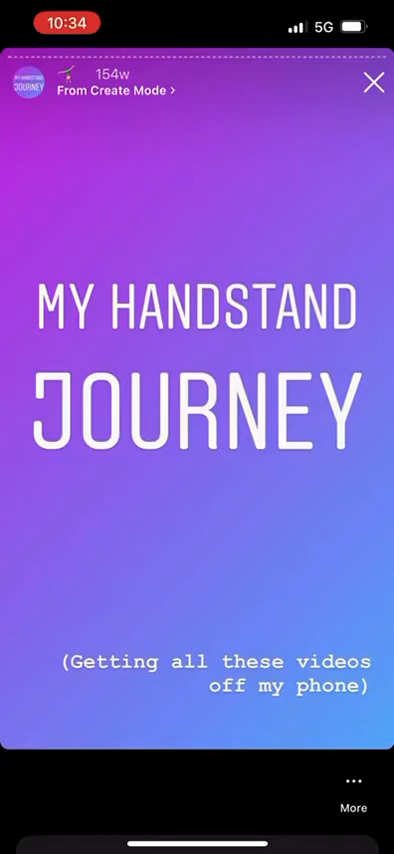 10:34
5G
154w
From Create Mode >
MY HANDSTAND
JOURNEY
MY HANDSTAND
JOURNEY
(Getting all these videos
off my phone)
More